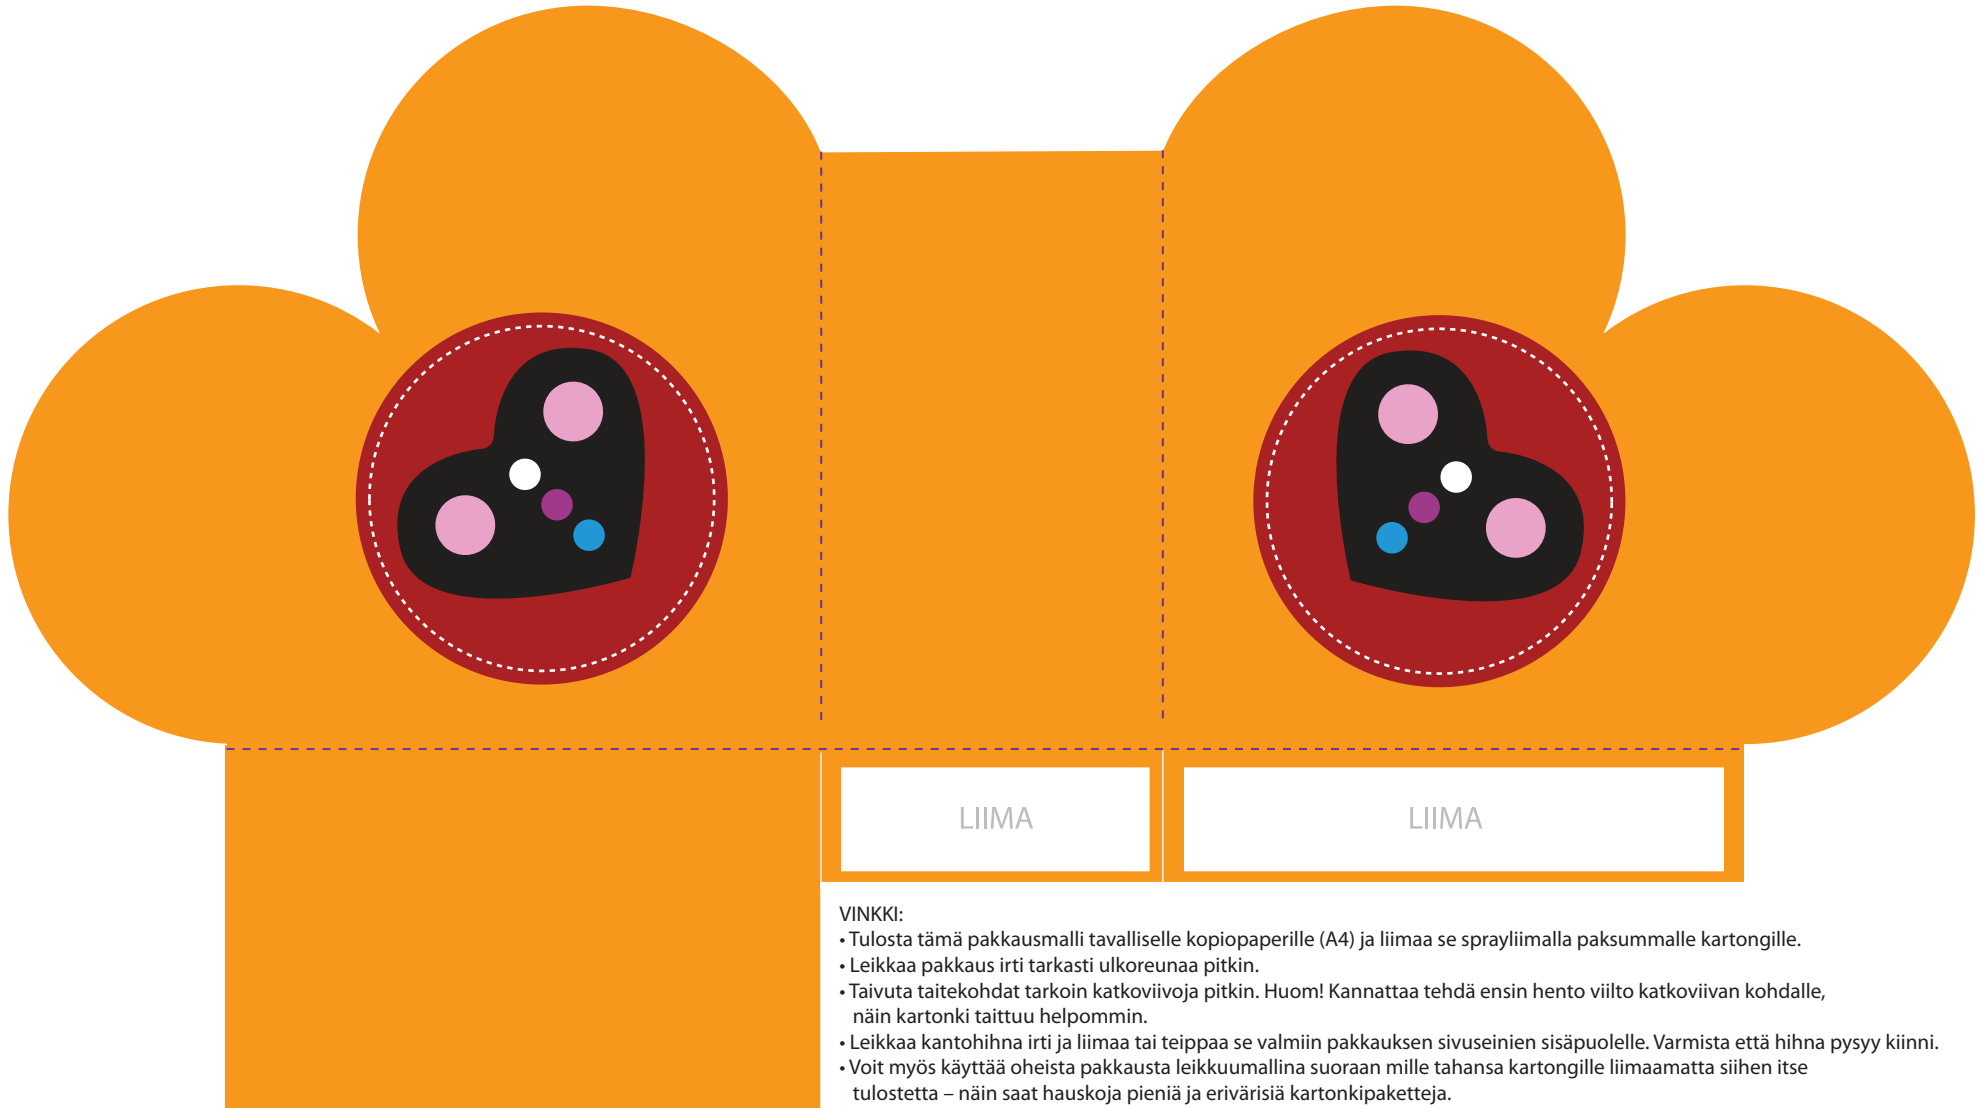 LIIMA
LIIMA
VINKKI:
• Tulosta tämä pakkausmalli tavalliselle kopiopaperille (A4) ja liimaa se sprayliimalla paksummalle kartongille.
• Leikkaa pakkaus irti tarkasti ulkoreunaa pitkin.
• Taivuta taitekohdat tarkoin katkoviivoja pitkin. Huom! Kannattaa tehdä ensin hento viilto katkoviivan kohdalle,
näin kartonki taittuu helpommin.
• Leikkaa kantohihna irti ja liimaa tai teippaa se valmiin pakkauksen sivuseinien sisäpuolelle. Varmista että hihna pysyy kiinni.
• Voit myös käyttää oheista pakkausta leikkuumallina suoraan mille tahansa kartongille liimaamatta siihen itse
tulostetta – näin saat hauskoja pieniä ja erivärisiä kartonkipaketteja.